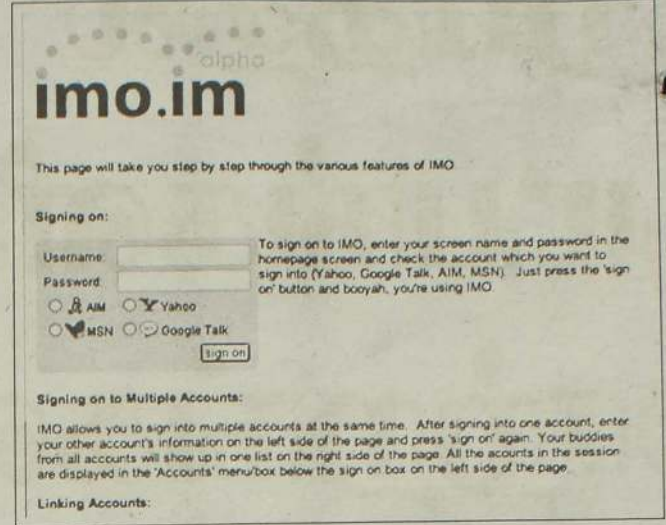 alpha
imo.im
This page will take you step by step through the various features of IMO
Signing on:
Username:
Password:
AIM Yahoo
MSN Google Talk
sign on
To sign on to IMO, enter your screen name and password in the
homepage screen and check the account which you want to
sign into (Yahoo, Google Talk, AIM, MSN). Just press the 'sign
on' button and booyah, you're using IMO
Signing on to Multiple Accounts:
IMO allows you to sign into multiple accounts at the same time. After signing into one account, enter
your other account's information on the left side of the page and press 'sign on' again. Your buddies
from all accounts will show up in one list on the right side of the page. All the acounts in the session
are displayed in the 'Accounts' menu/box below the sign on box on the left side of the page
Linking Accounts: